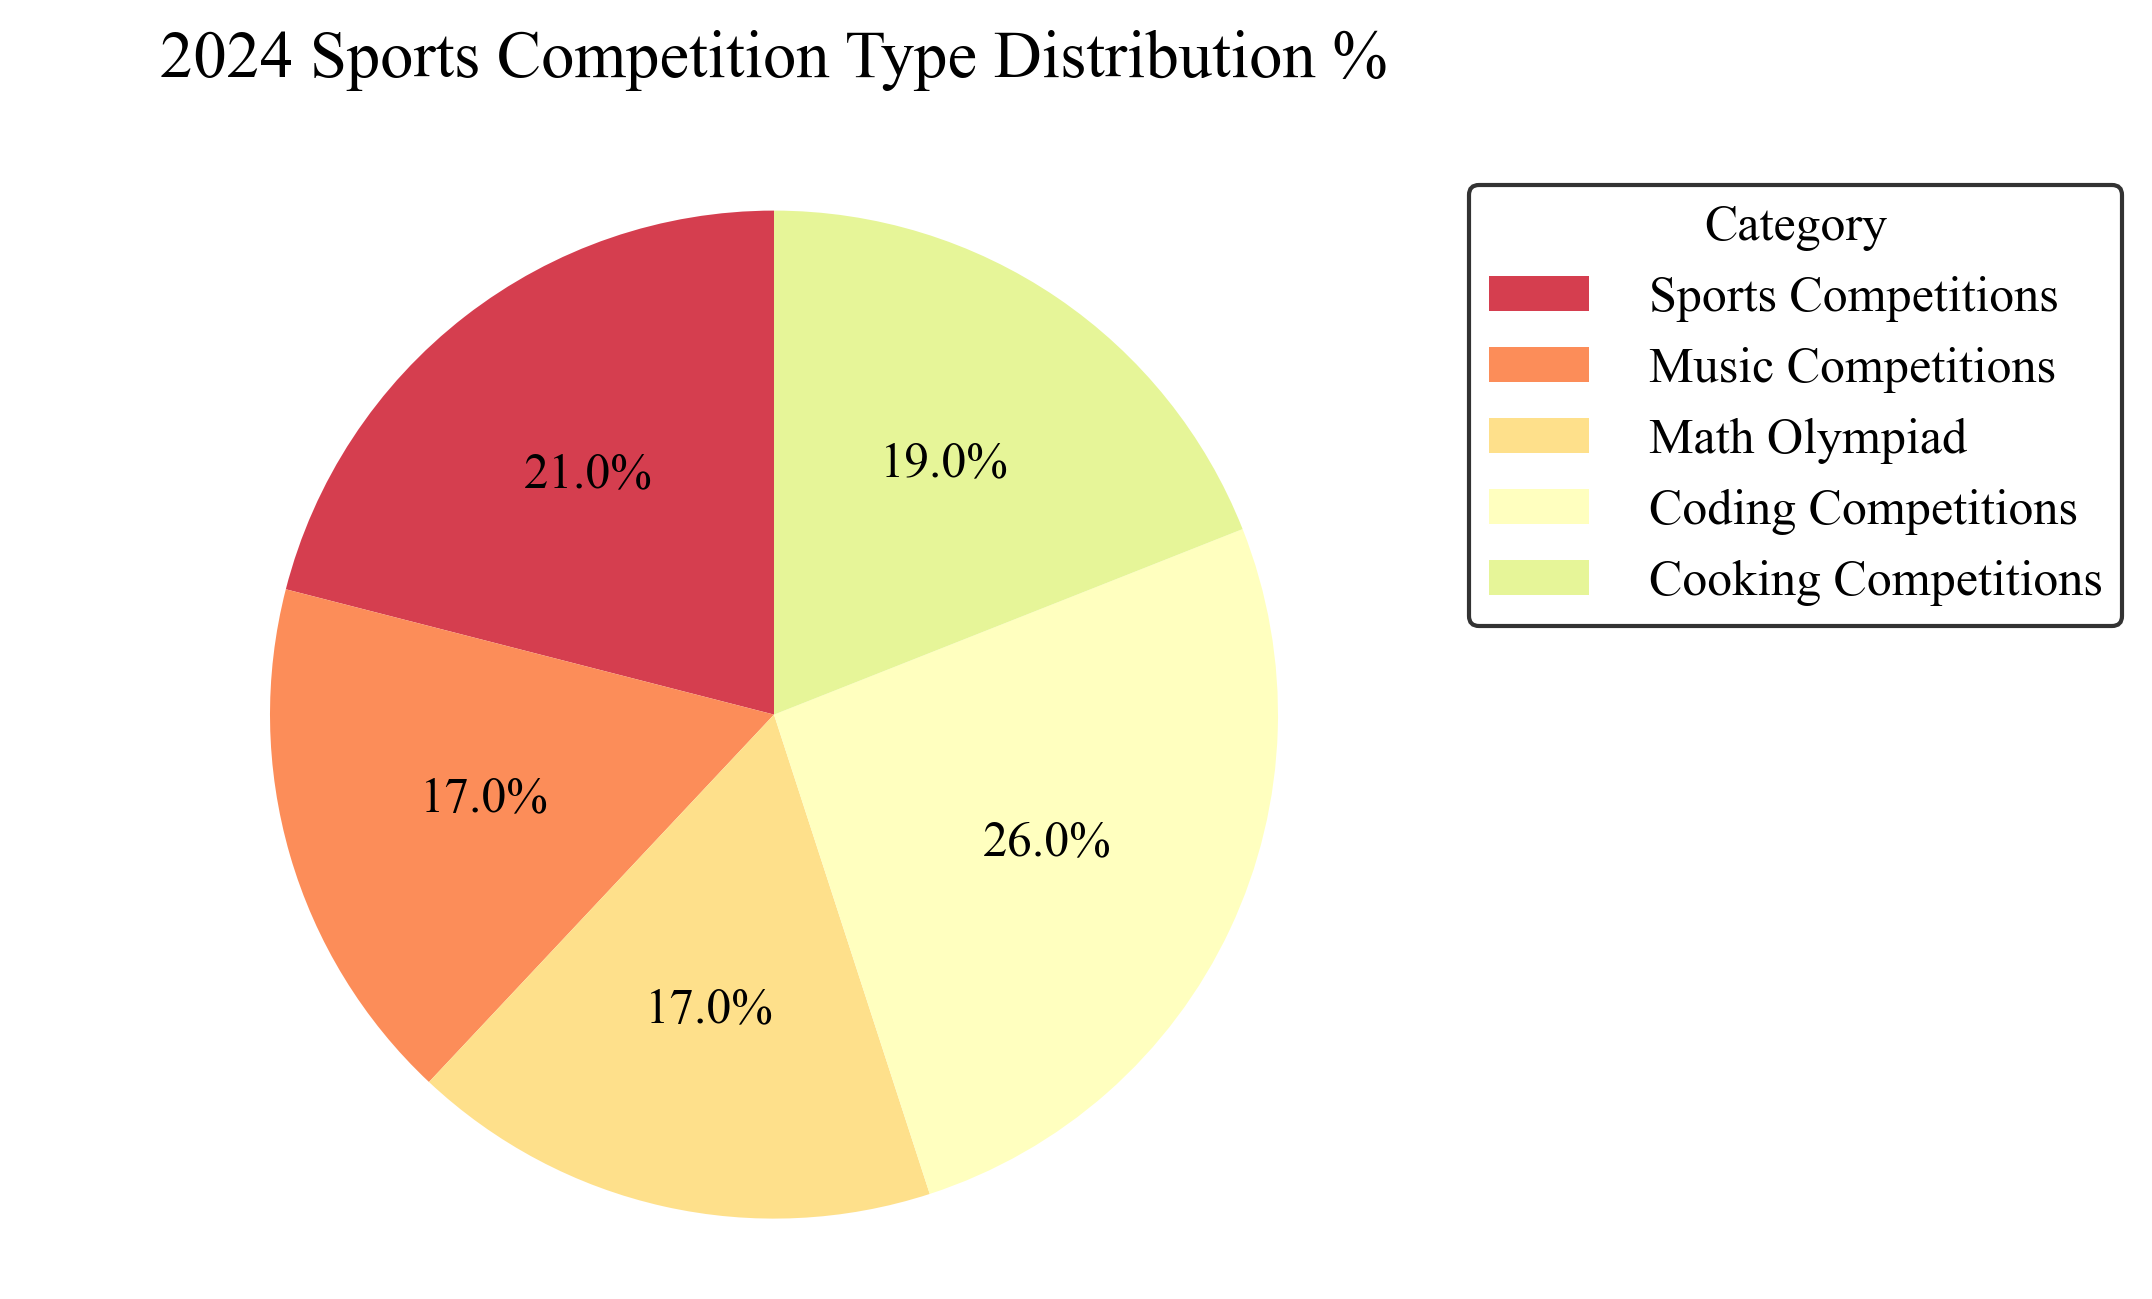 2024 Sports Competition Type Distribution %
Category
Sports Competitions
Music Competitions
Math Olympiad
Coding Competitions
Cooking Competitions
21.0%
19.0%
17.0%
26.0%
17.0%